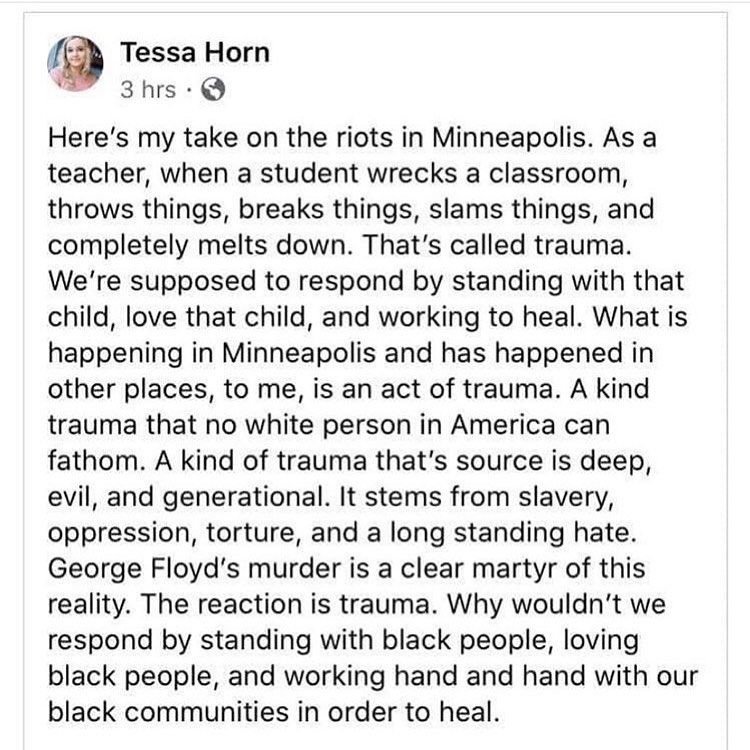 Tessa Horn
3 hrs ·
Here's my take on the riots in Minneapolis. As a
teacher, when a student wrecks a classroom,
throws things, breaks things, slams things, and
completely melts down. That's called trauma.
We're supposed to respond by standing with that
child, love that child, and working to heal. What is
happening in Minneapolis and has happened in
other places, to me, is an act of trauma. A kind
trauma that no white person in America can
fathom. A kind of trauma that's source is deep,
evil, and generational. It stems from slavery,
oppression, torture, and a long standing hate.
George Floyd's murder is a clear martyr of this
reality. The reaction is trauma. Why wouldn't we
respond by standing with black people, loving
black people, and working hand and hand with our
black communities in order to heal.